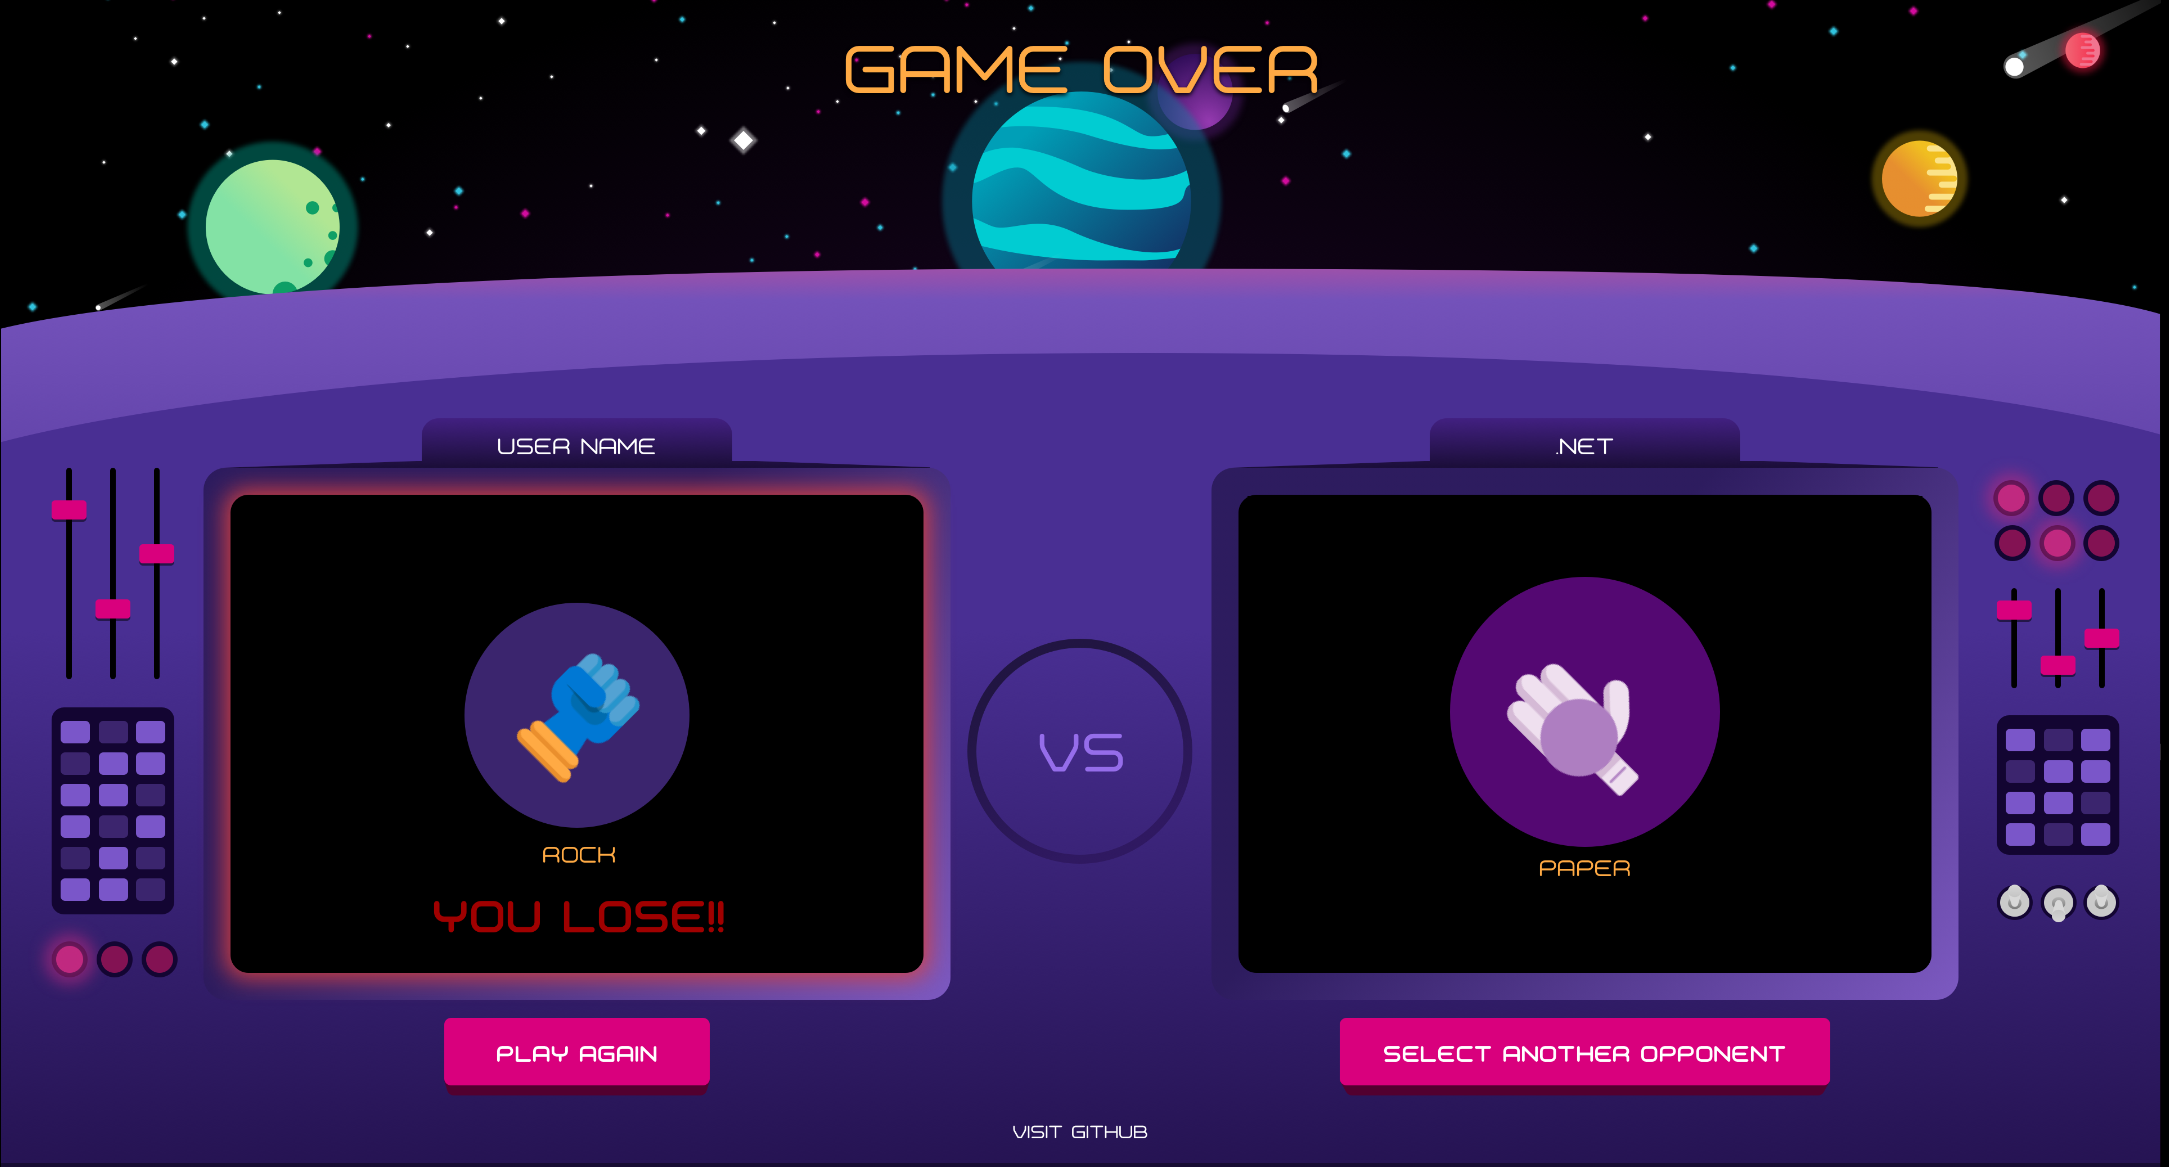 GAME OVER
USER NAME
.NET
VS
ROCK
PAPER
YOU LOSE!!
PLAY AGAIN
SELECT ANOTHER OPPONENT
VISIT GITHUB